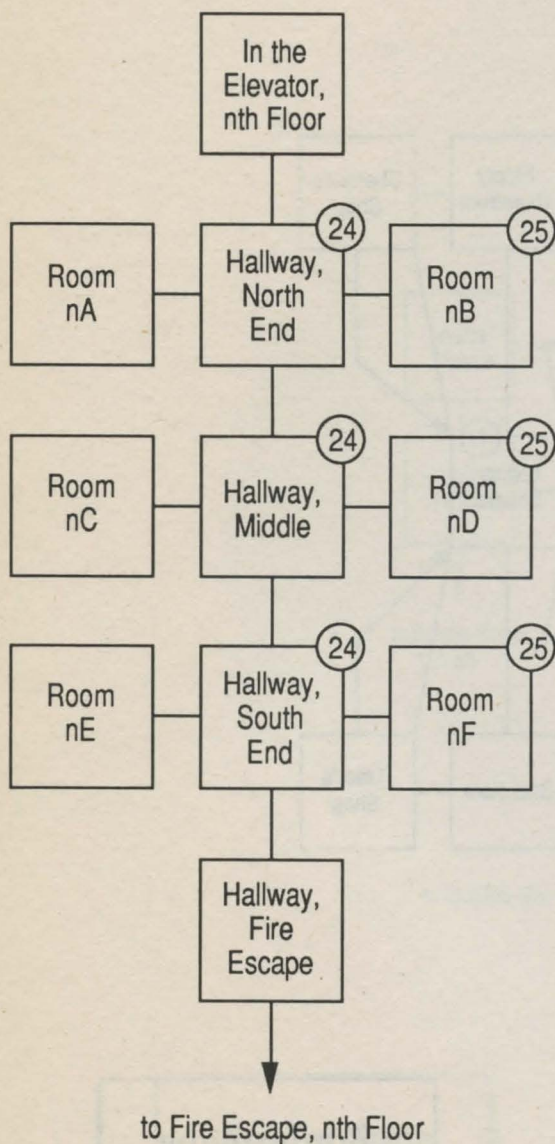 In the
Elevator,
nth Floor
24
25
Room
nA
Hallway,
North
End
Room
nB
24
25
Room
nC
Hallway,
Middle
Room
nD
24
25
Room
nE
Hallway,
South
End
Room
nF
Hallway,
Fire
Escape
to Fire Escape, nth Floor